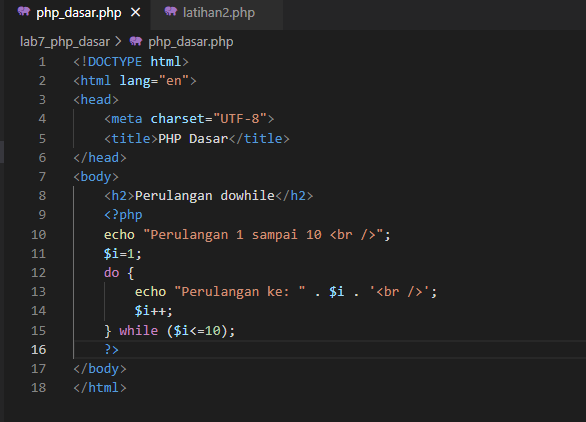 php_dasar.php × latihan2.php
lab7_php_dasar > php_dasar.php
1 <!DOCTYPE html>
2 <html lang="en">
3 <head>
4 <meta charset="UTF-8">
5 <title>PHP Dasar</title>
6 </head>
7 <body>
8 <h2>Perulangan dowhile</h2>
9 <?php
10 echo "Perulangan 1 sampai 10 <br />";
11 $i=1;
12 do {
13 echo "Perulangan ke: " . $i . '<br />';
14 $i++;
15 } while ($i<=10);
16 ?>
17 </body>
18 </html>